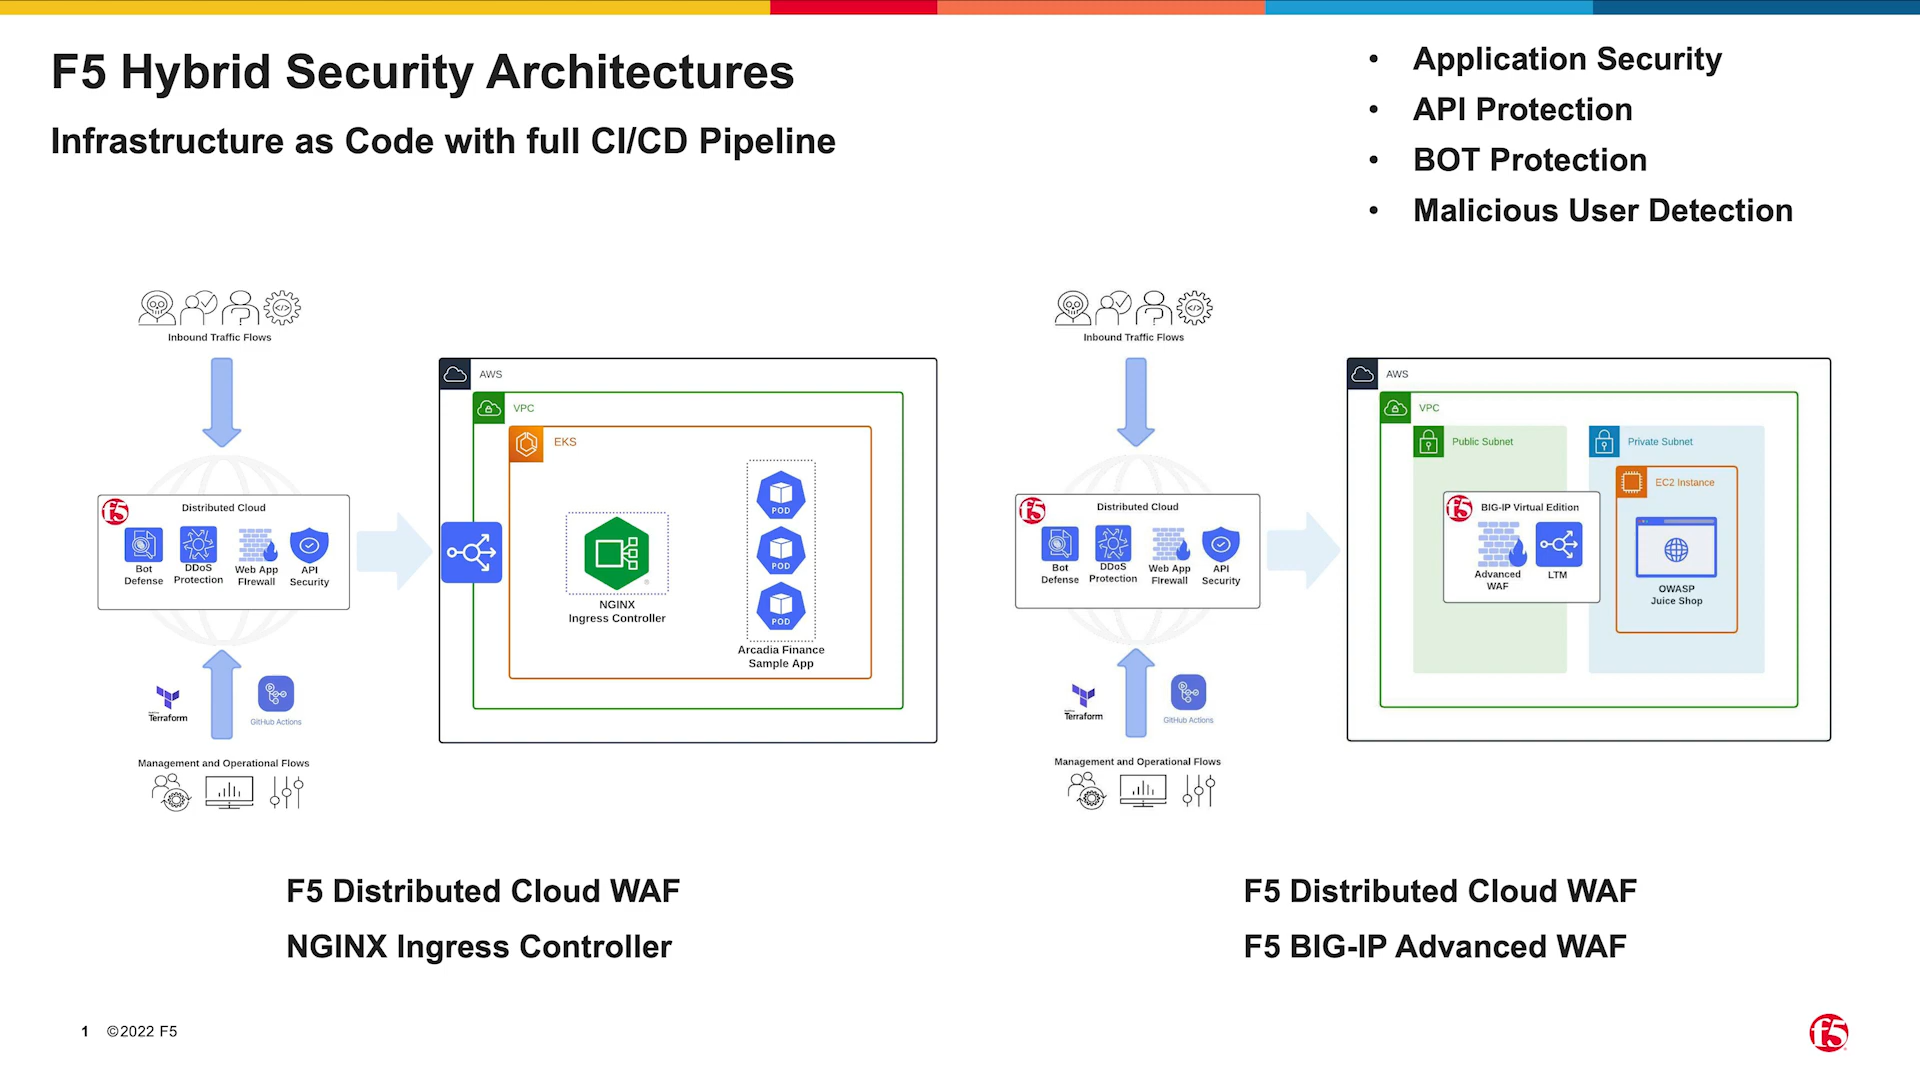 F5 Hybrid Security Architectures
Infrastructure as Code with full CI/CD Pipeline
• Application Security
• API Protection
• BOT Protection
• Malicious User Detection
Inbound Traffic Flows
f5
Distributed Cloud
Bot
Defense
DDoS
Protection
Web App
FIrewall
API
Security
Terraform
GitHub Actions
Management and Operational Flows
AWS
VPC
EKS
NGINX
Ingress Controller
POD
POD
POD
Arcadia Finance
Sample App
F5 Distributed Cloud WAF
NGINX Ingress Controller
Inbound Traffic Flows
f5
Distributed Cloud
Bot
Defense
DDoS
Protection
Web App
FIrewall
API
Security
Terraform
GitHub Actions
Management and Operational Flows
AWS
VPC
Public Subnet
Private Subnet
f5
BIG-IP Virtual Edition
Advanced
WAF
LTM
EC2 Instance
OWASP
Juice Shop
F5 Distributed Cloud WAF
F5 BIG-IP Advanced WAF
1 ©2022 F5
f5